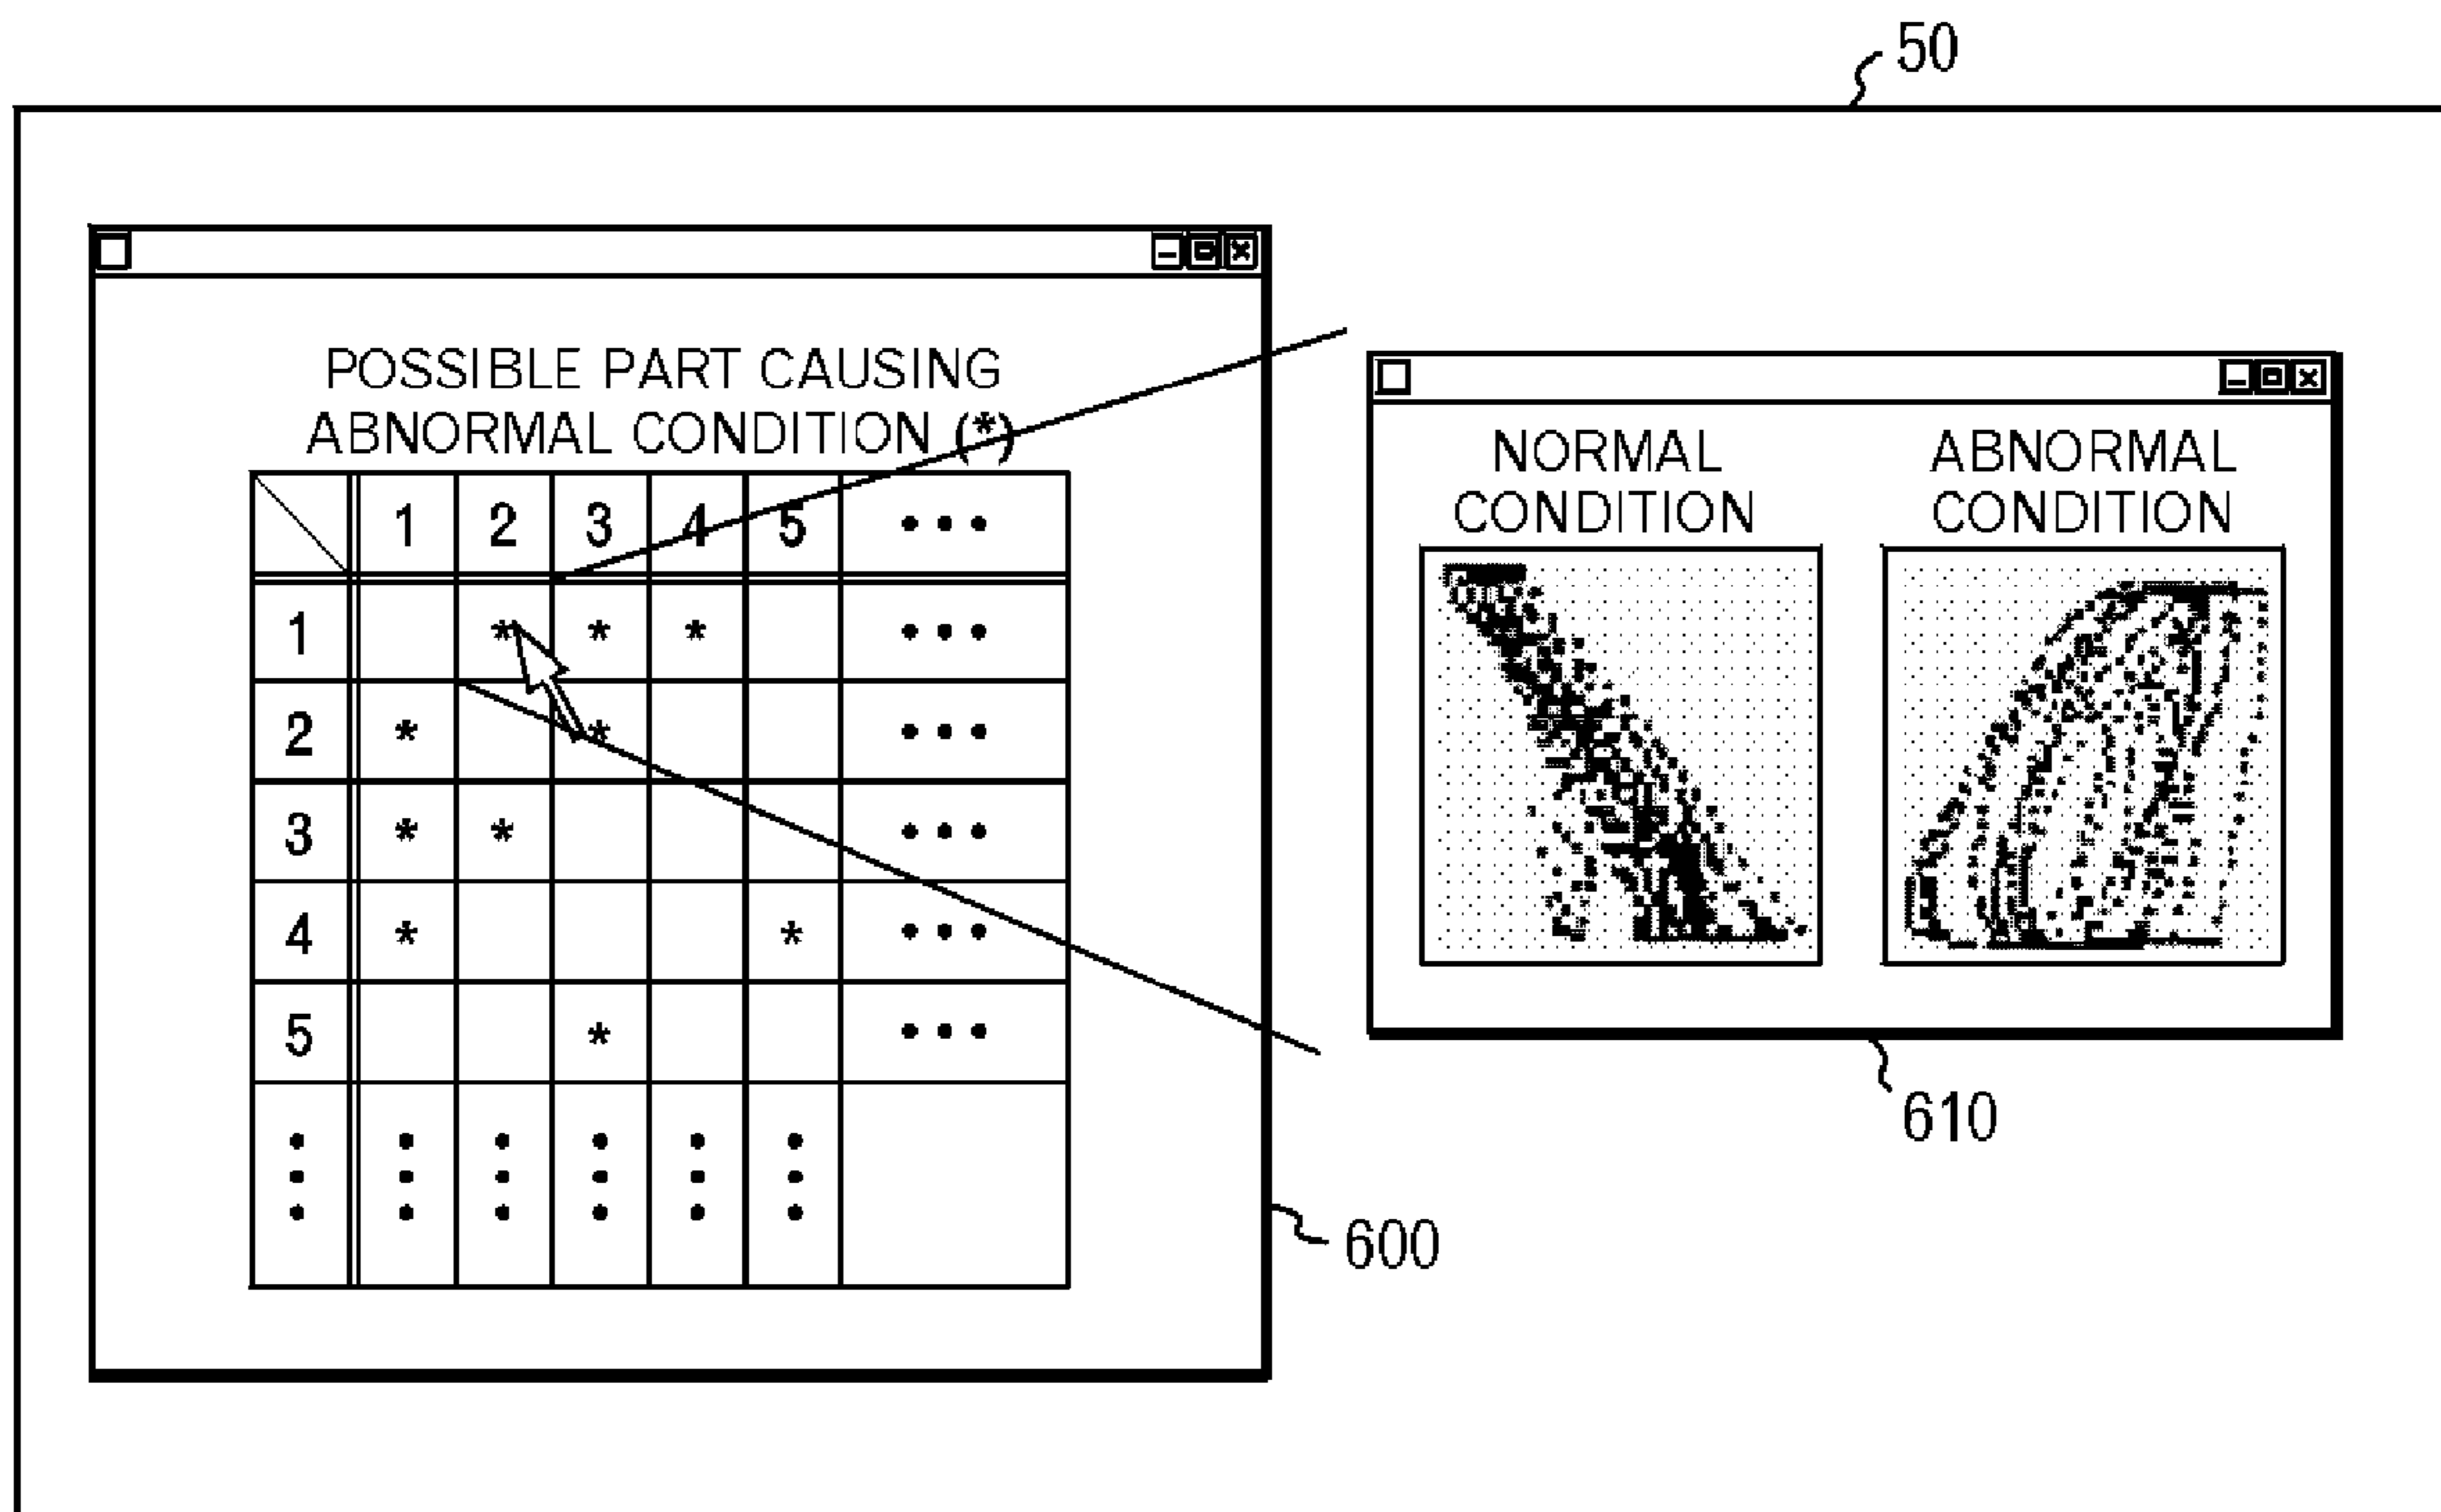 50
POSSIBLE PART CAUSING
ABNORMAL CONDITION (*)
1 2 3 4 5 •••
1 * * * •••
2 * * •••
3 * * •••
4 * * •••
5 * •••
NORMAL
CONDITION
ABNORMAL
CONDITION
610
600